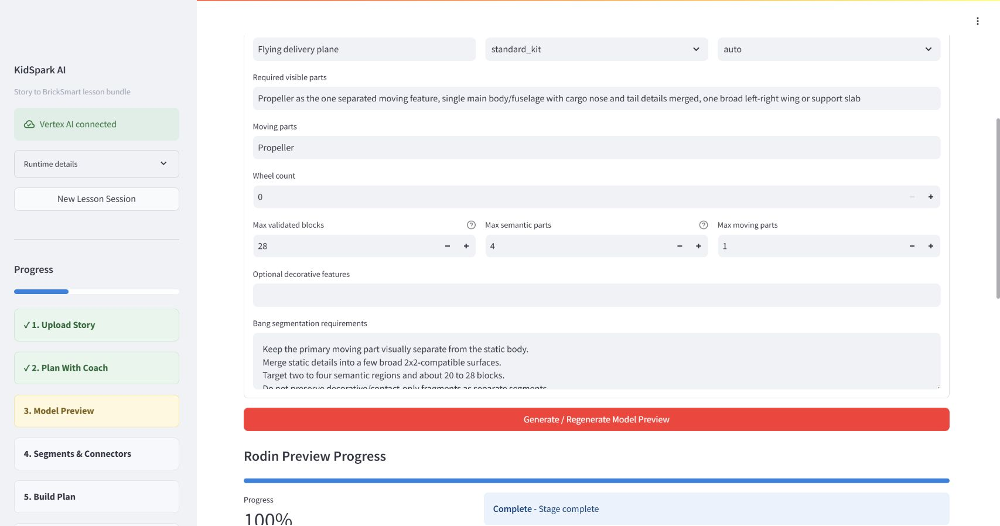 KidSpark AI
Story to BrickSmart lesson bundle
Vertex AI connected
Runtime details
New Lesson Session
Progress
✓ 1. Upload Story
✓ 2. Plan With Coach
3. Model Preview
4. Segments & Connectors
5. Build Plan
Flying delivery plane
standard_kit
auto
Required visible parts
Propeller as the one separated moving feature, single main body/fuselage with cargo nose and tail details merged, one broad left-right wing or support slab
Moving parts
Propeller
Wheel count
0
Max validated blocks
Max semantic parts
Max moving parts
28
4
1
Optional decorative features
Bang segmentation requirements
Keep the primary moving part visually separate from the static body.
Merge static details into a few broad 2x2-compatible surfaces.
Target two to four semantic regions and about 20 to 28 blocks.
Do not preserve decorative/contact-only fragments as separate segments
Generate / Regenerate Model Preview
Rodin Preview Progress
Progress
100%
Complete - Stage complete